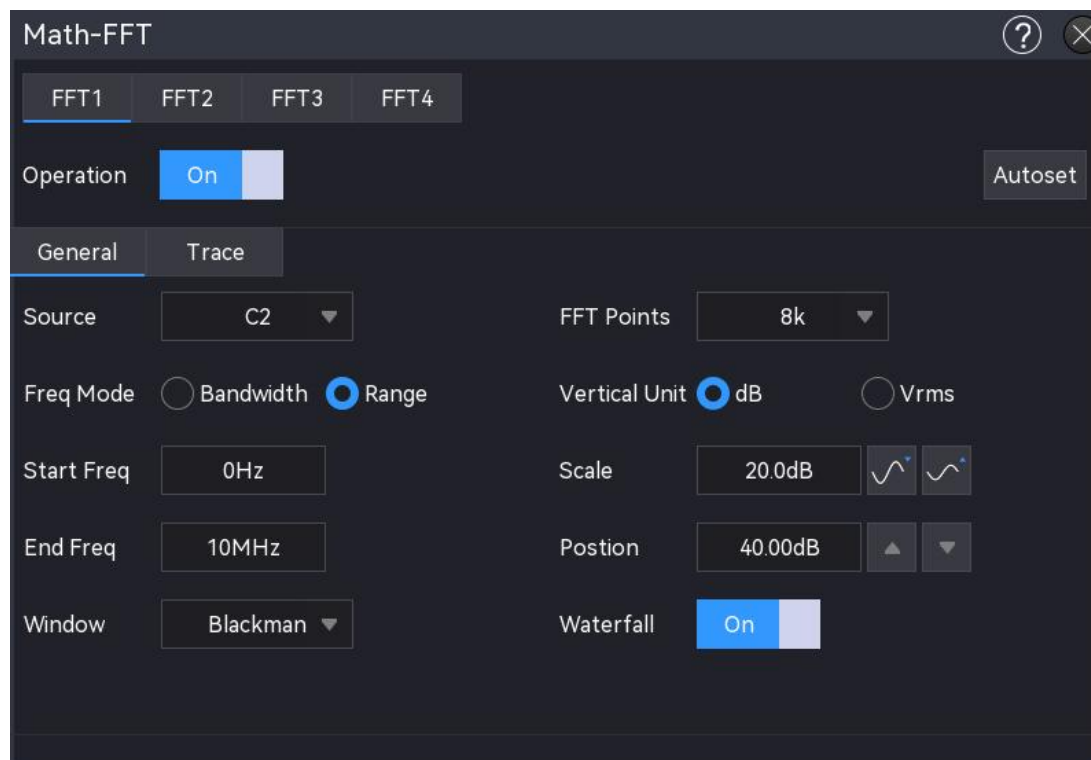 Math-FFT ?
FFT1 FFT2 FFT3 FFT4
Operation On Autoset
General Trace
Source C2 FFT Points 8k
Freq Mode Bandwidth Range Vertical Unit dB Vrms
Start Freq 0Hz Scale 20.0dB
End Freq 10MHz Postion 40.00dB
Window Blackman Waterfall On